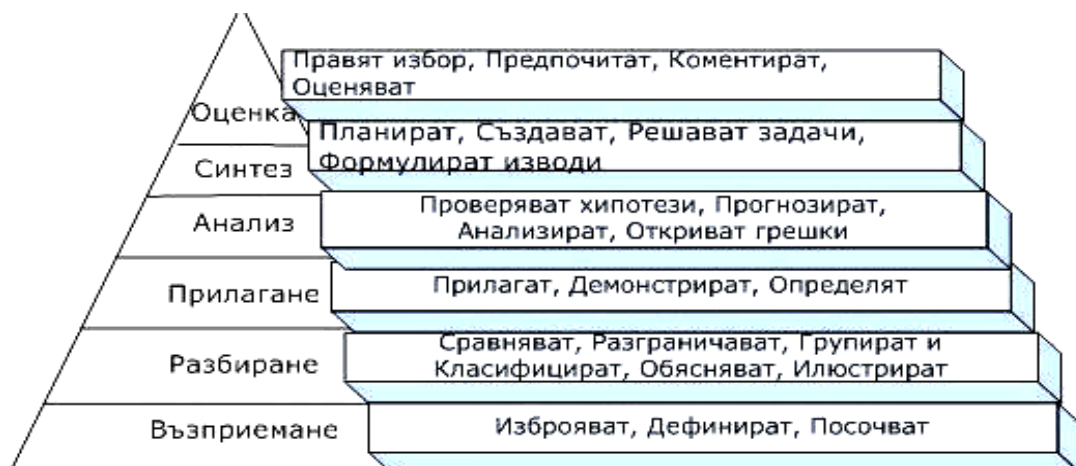 Правят избор, Предпочитат, Коментират,
Оценяват
Оценка
Планират, Създават, Решават задачи,
Формулират изводи
Синтез
Проверяват хипотези, Прогнозират,
Анализират, Откриват грешки
Анализ
Прилагат, Демонстрират, Определят
Прилагане
Сравняват, Разграничават, Групират и
Класифицират, Обясняват, Илюстрират
Разбиране
Изброяват, Дефинират, Посочват
Възприемане